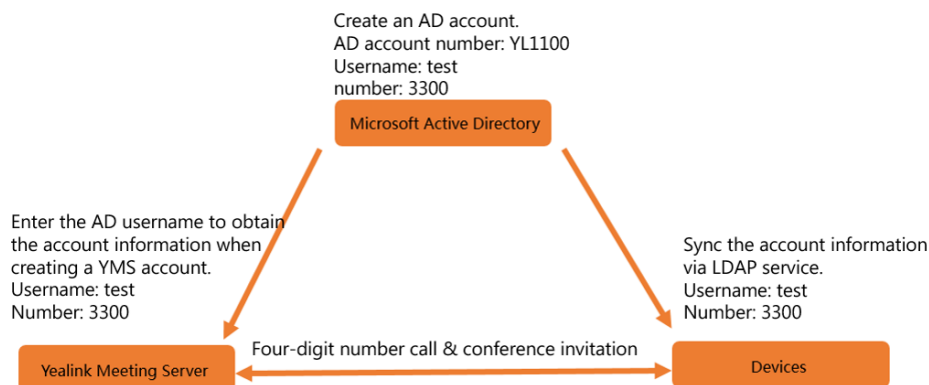 Create an AD account.
AD account number: YL1100
Username: test
number: 3300
Microsoft Active Directory
Enter the AD username to obtain
the account information when
creating a YMS account.
Username: test
Number: 3300
Sync the account information
via LDAP service.
Username: test
Number: 3300
Four-digit number call & conference invitation
Yealink Meeting Server
Devices